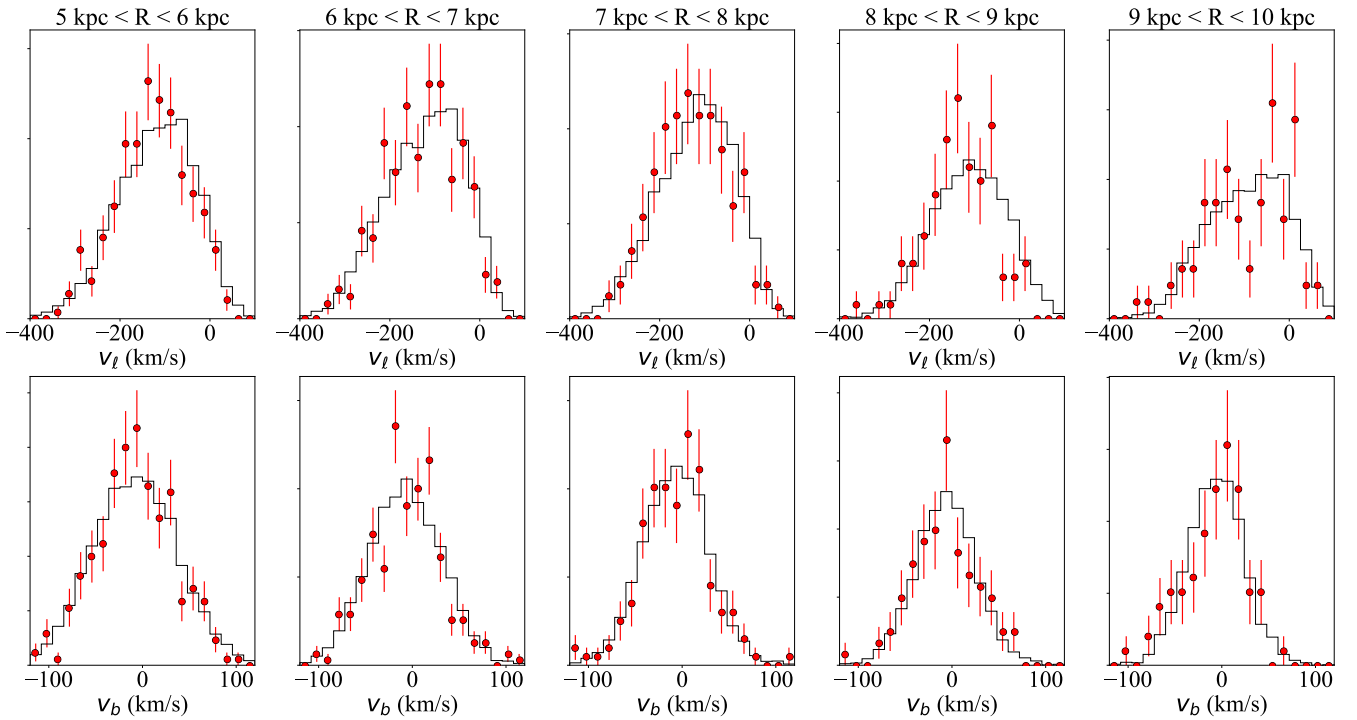 5 kpc < R < 6 kpc
6 kpc < R < 7 kpc
7 kpc < R < 8 kpc
8 kpc < R < 9 kpc
9 kpc < R < 10 kpc
−400 −200 0
−400 −200 0
−400 −200 0
−400 −200 0
−400 −200 0
vℓ (km/s)
vℓ (km/s)
vℓ (km/s)
vℓ (km/s)
vℓ (km/s)
−100 0 100
−100 0 100
−100 0 100
−100 0 100
−100 0 100
vb (km/s)
vb (km/s)
vb (km/s)
vb (km/s)
vb (km/s)